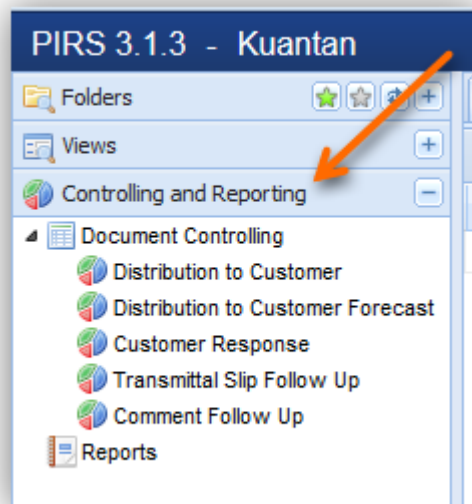 PIRS 3.1.3 - Kuantan
Folders
Views
Controlling and Reporting
Document Controlling
Distribution to Customer
Distribution to Customer Forecast
Customer Response
Transmittal Slip Follow Up
Comment Follow Up
Reports